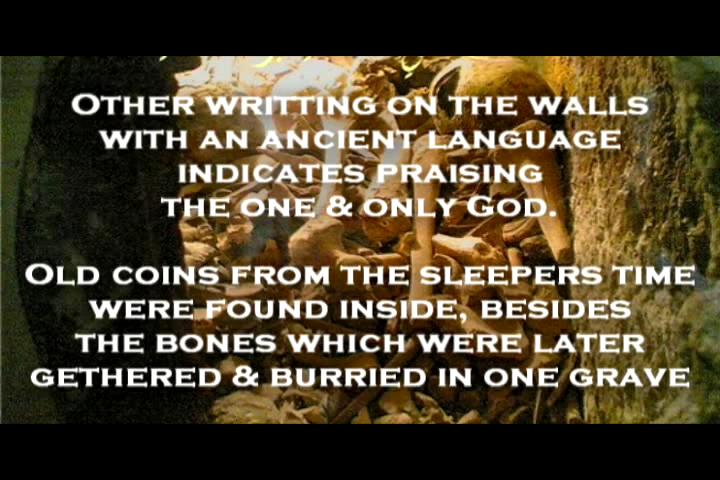 Other writting on the walls
with an ancient language
indicates praising
the one & only God.
Old coins from the sleepers time
were found inside, besides
the bones which were later
gethered & burried in one grave